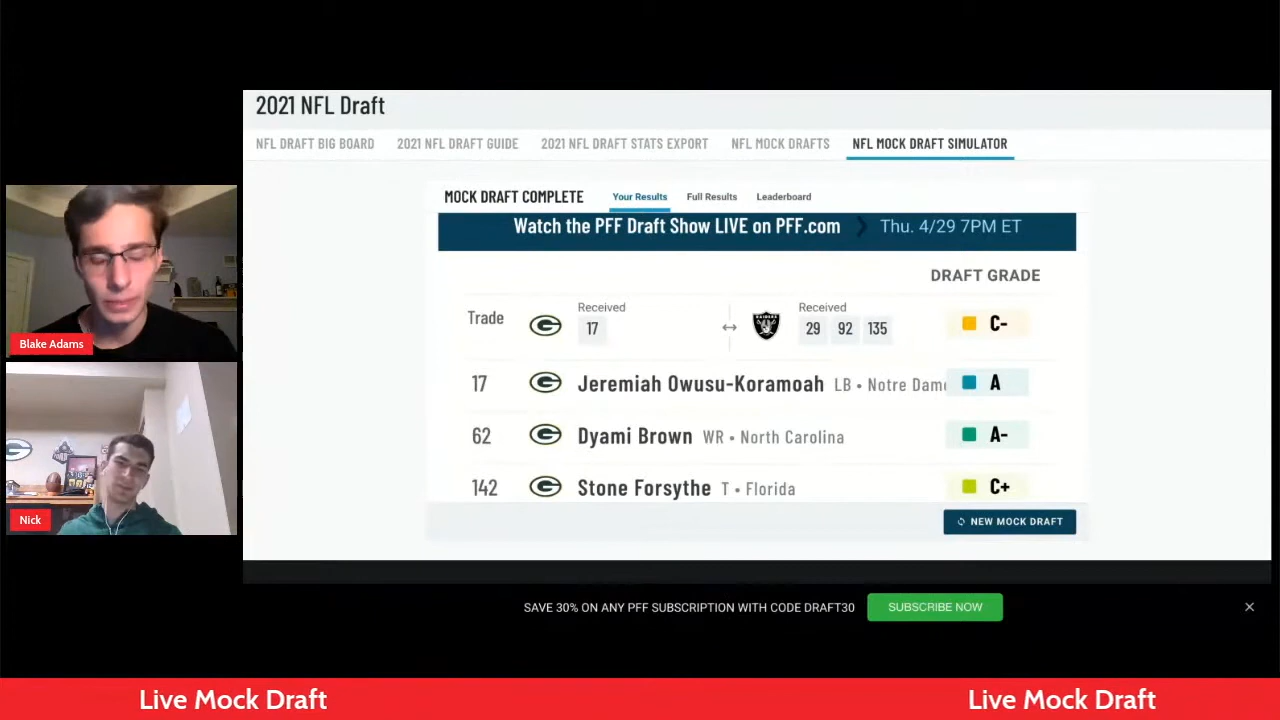 2021 NFL Draft
NFL DRAFT BIG BOARD 2021 NFL DRAFT GUIDE 2021 NFL DRAFT STATS EXPORT NFL MOCK DRAFTS NFL MOCK DRAFT SIMULATOR
MOCK DRAFT COMPLETE Your Results Full Results Leaderboard
Watch the PFF Draft Show LIVE on PFF.com Thu. 4/29 7PM ET
DRAFT GRADE
Trade G Received 17 ↔ RAIDERS Received 29 92 135 C-
17 G Jeremiah Owusu-Koramoah LB • Notre Dame A
62 G Dyami Brown WR • North Carolina A-
142 G Stone Forsythe T • Florida C+
NEW MOCK DRAFT
Blake Adams
Nick
SAVE 30% ON ANY PFF SUBSCRIPTION WITH CODE DRAFT30 SUBSCRIBE NOW ×
Live Mock Draft Live Mock Draft